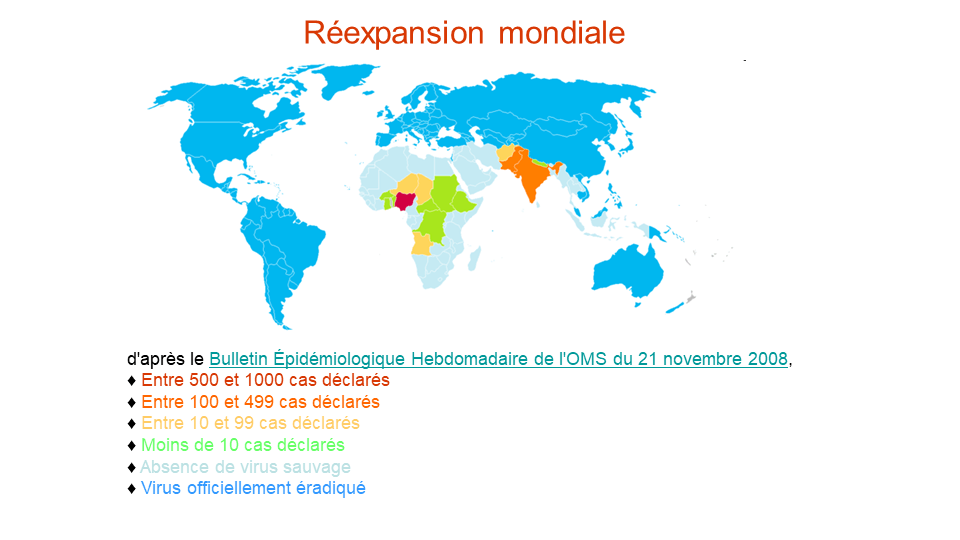 Réexpansion mondiale
d'après le Bulletin Épidémiologique Hebdomadaire de l'OMS du 21 novembre 2008,
♦ Entre 500 et 1000 cas déclarés
♦ Entre 100 et 499 cas déclarés
♦ Entre 10 et 99 cas déclarés
♦ Moins de 10 cas déclarés
♦ Absence de virus sauvage
♦ Virus officiellement éradiqué